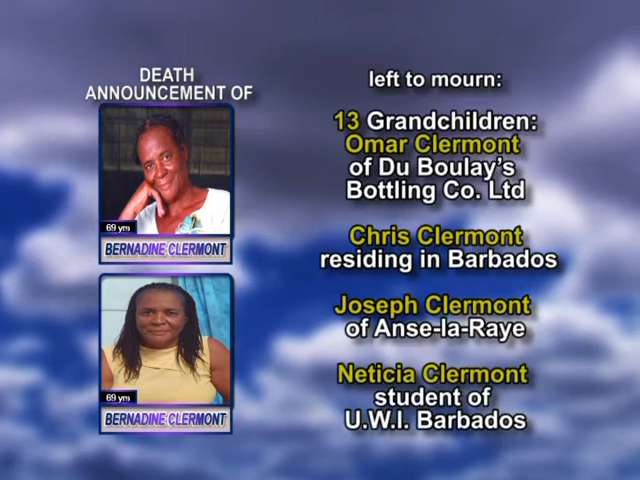 DEATH
ANNOUNCEMENT OF
69 yrs
BERNADINE CLERMONT
69 yrs
BERNADINE CLERMONT
left to mourn:
13 Grandchildren:
Omar Clermont
of Du Boulay's
Bottling Co. Ltd
Chris Clermont
residing in Barbados
Joseph Clermont
of Anse-la-Raye
Neticia Clermont
student of
U.W.I. Barbados